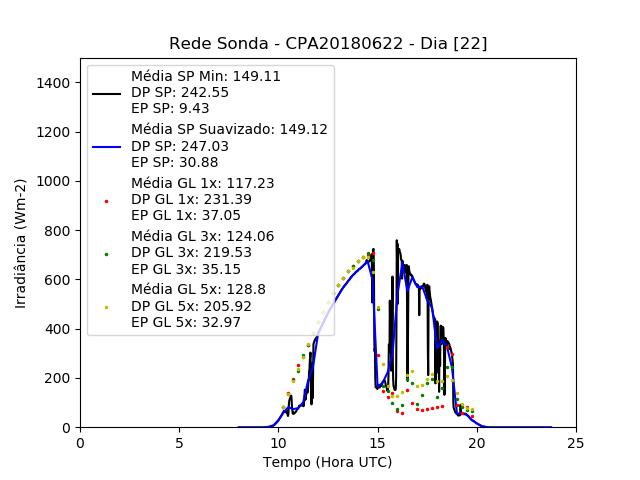 Rede Sonda - CPA20180622 - Dia [22]
Irradiância (Wm-2)
1400
1200
1000
800
600
400
200
0
Média SP Min: 149.11
DP SP: 242.55
EP SP: 9.43
Média SP Suavizado: 149.12
DP SP: 247.03
EP SP: 30.88
Média GL 1x: 117.23
DP GL 1x: 231.39
EP GL 1x: 37.05
Média GL 3x: 124.06
DP GL 3x: 219.53
EP GL 3x: 35.15
Média GL 5x: 128.8
DP GL 5x: 205.92
EP GL 5x: 32.97
0 5 10 15 20 25
Tempo (Hora UTC)